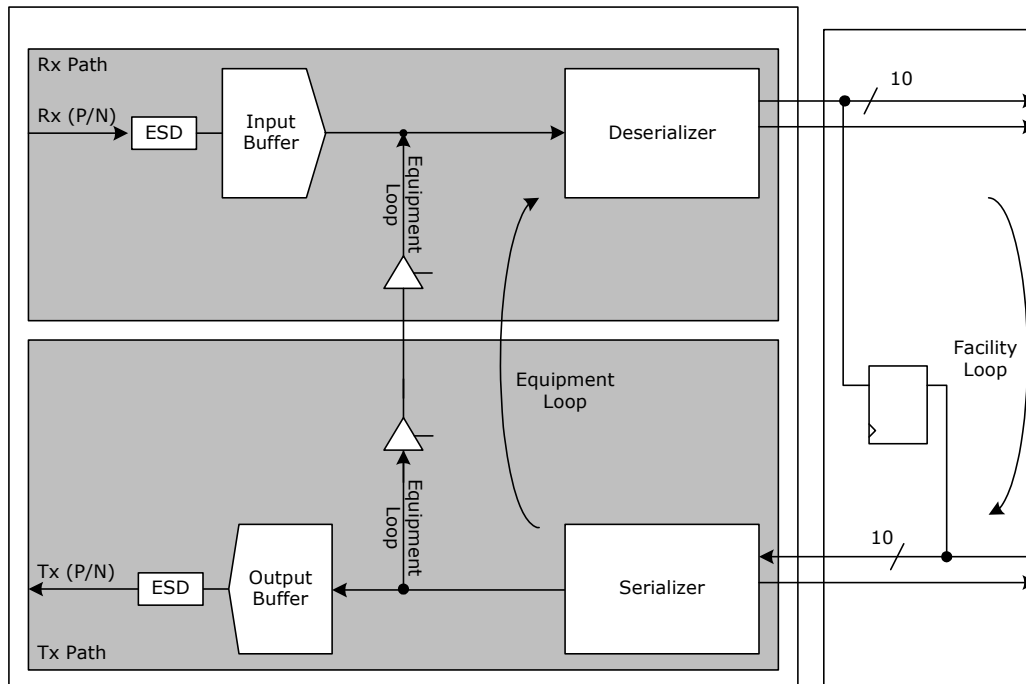 Rx Path
10
Rx (P/N)
ESD
Input
Buffer
Deserializer
Equipment
Loop
Equipment
Loop
Facility
Loop
Equipment
Loop
10
Tx (P/N)
ESD
Output
Buffer
Serializer
Tx Path